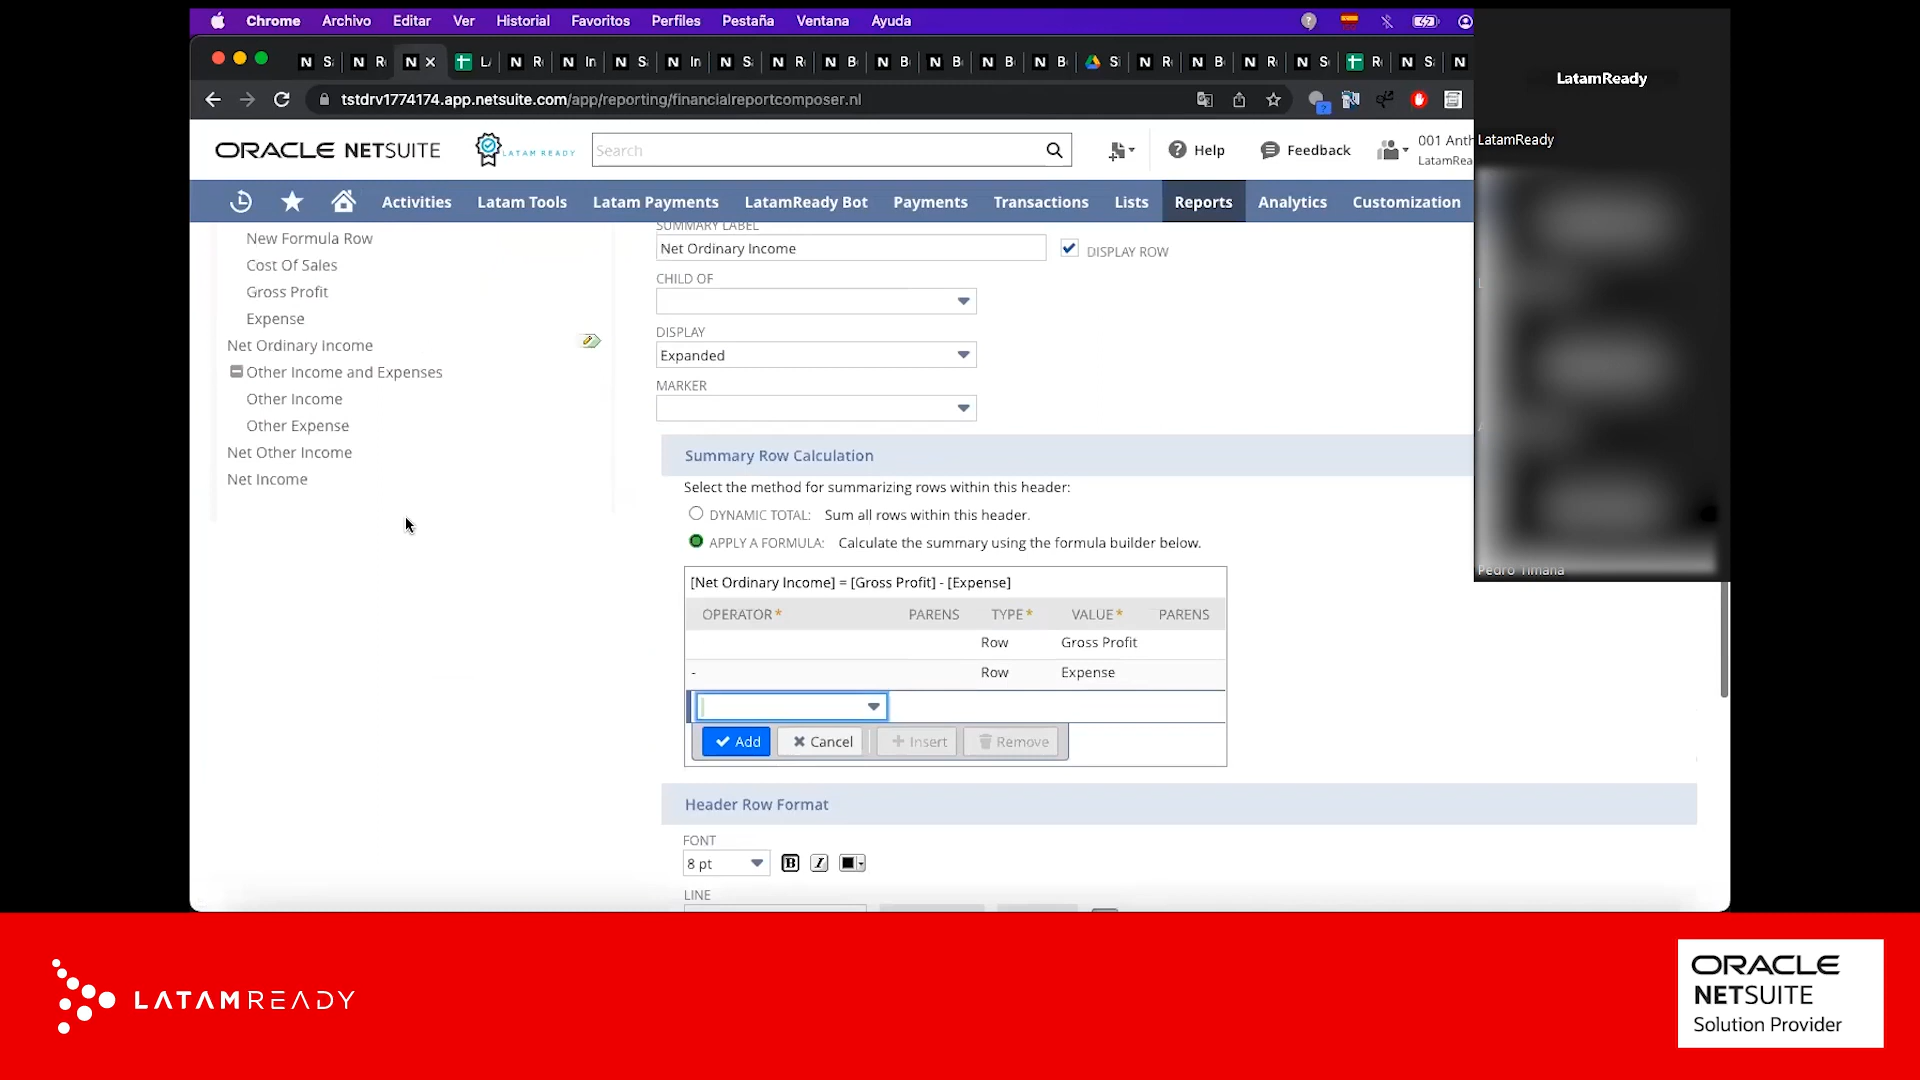 Chrome Archivo Editar Ver Historial Favoritos Perfiles Pestaña Ventana Ayuda
tstdrv1774174.app.netsuite.com/app/reporting/financialreportcomposer.nl
LatamReady
ORACLE NETSUITE
LATAM READY
Search
Help
Feedback
001 Anth
LatamRea
LatamReady
Activities Latam Tools Latam Payments LatamReady Bot Payments Transactions Lists Reports Analytics Customization
New Formula Row
Cost Of Sales
Gross Profit
Expense
Net Ordinary Income
Other Income and Expenses
Other Income
Other Expense
Net Other Income
Net Income
SUMMARY LABEL
Net Ordinary Income
DISPLAY ROW
CHILD OF
DISPLAY
Expanded
MARKER
Summary Row Calculation
Select the method for summarizing rows within this header:
DYNAMIC TOTAL: Sum all rows within this header.
APPLY A FORMULA: Calculate the summary using the formula builder below.
[Net Ordinary Income] = [Gross Profit] - [Expense]
OPERATOR* PARENS TYPE* VALUE* PARENS
Row Gross Profit
- Row Expense
Add Cancel Insert Remove
Header Row Format
FONT
8 pt B I
LINE
Pedro Timana
LATAMREADY
ORACLE
NETSUITE
Solution Provider